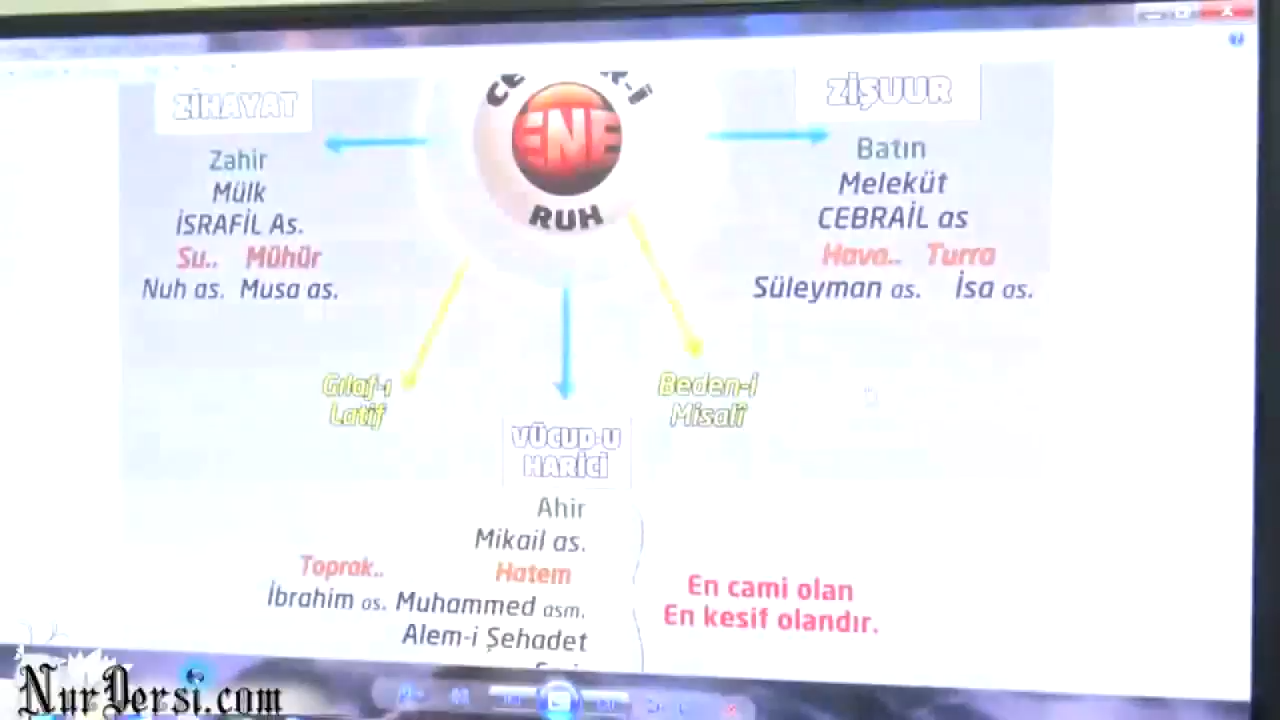 ZİHAYAT
Zahir
Mülk
İSRAFİL As.
Su.. Mühür
Nuh as. Musa as.
ENE
RUH
ZİŞUUR
Batın
Meleküt
CEBRAİL as
Hava.. Turra
Süleyman as. İsa as.
Gılaf-ı
Latif
Beden-i
Misalî
VÜCUD-U
HARİCİ
Ahir
Mikail as.
Toprak.. Hatem
İbrahim as. Muhammed asm.
Alem-i Şehadet
En cami olan
En kesif olandır.
NurDersi.com